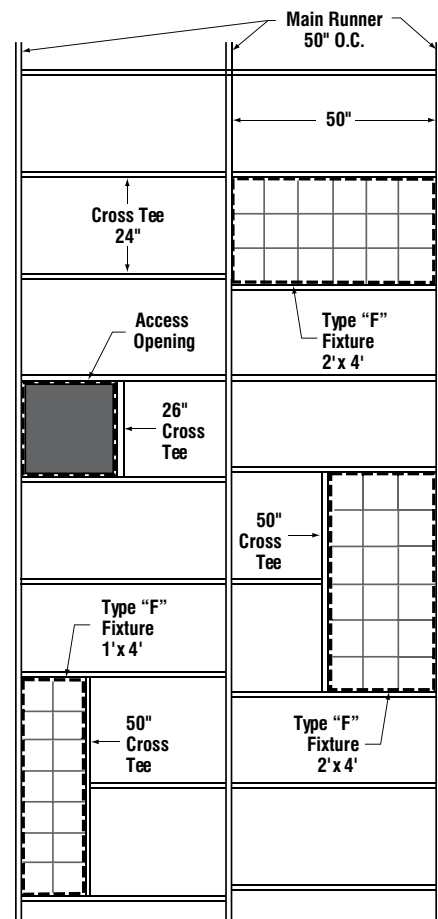 Main Runner
50" O.C.
50"
Cross Tee
24"
Type “F”
Fixture
2'x 4'
Access
Opening
26"
Cross
Tee
50"
Cross
Tee
Type “F”
Fixture
1'x 4'
50"
Cross
Tee
Type “F”
Fixture
2'x 4'